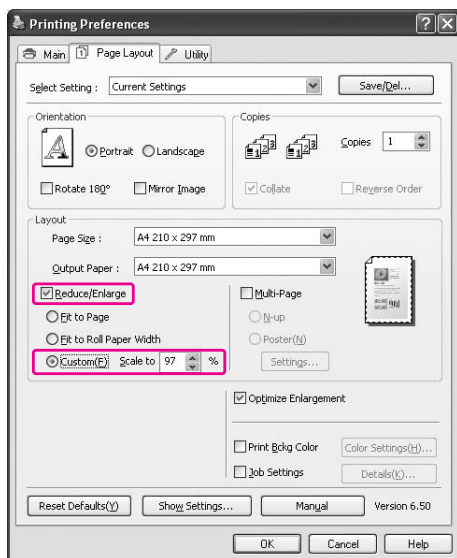 Printing Preferences
Main Page Layout Utility
Select Setting : Current Settings Save/Del...
Orientation Copies
A Portrait Landscape Copies 1
Rotate 180° Mirror Image Collate Reverse Order
Layout
Page Size : A4 210 x 297 mm
Output Paper : A4 210 x 297 mm
Reduce/Enlarge Multi-Page
Fit to Page N-up
Fit to Roll Paper Width Poster(N)
Custom(F) Scale to 97 % Settings...
Optimize Enlargement
Print Bckg Color Color Settings(H)...
Job Settings Details(K)...
Reset Defaults(Y) Show Settings... Manual Version 6.50
OK Cancel Help